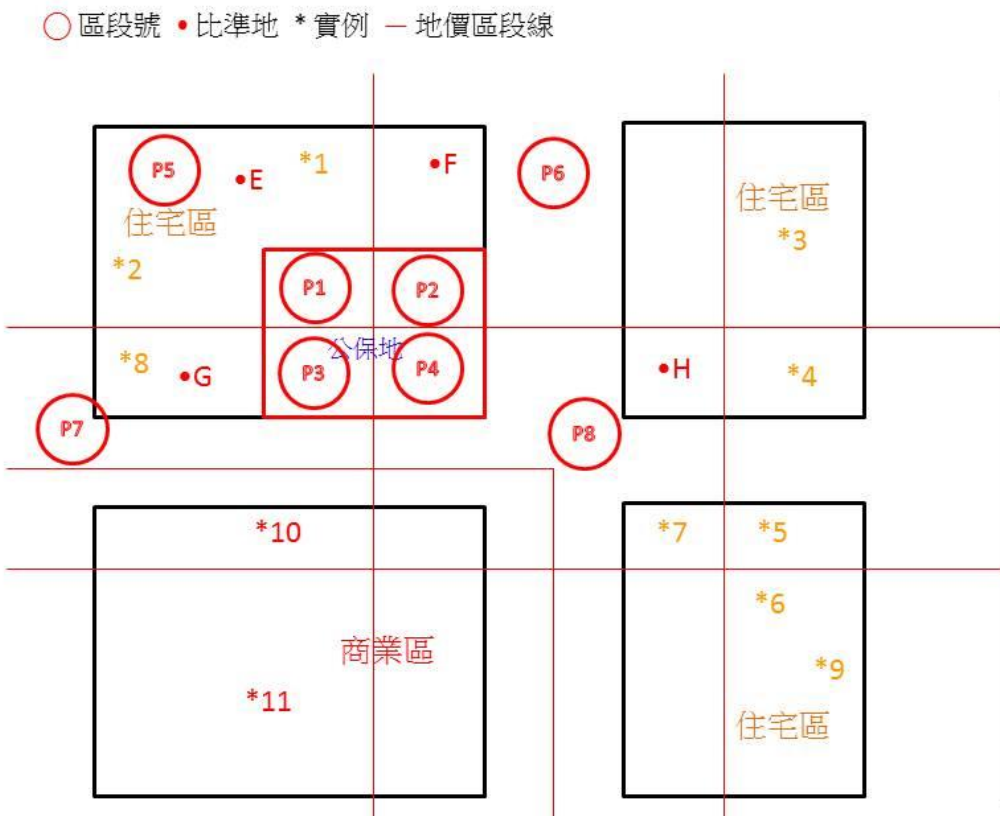 ○ 區段號 • 比準地 * 實例 — 地價區段線
P5
•E
*1
•F
P6
住宅區
住宅區
*2
*3
P1
P2
公保地
*8
•G
P3
P4
•H
*4
P7
P8
*10
*7
*5
*6
商業區
*9
*11
住宅區